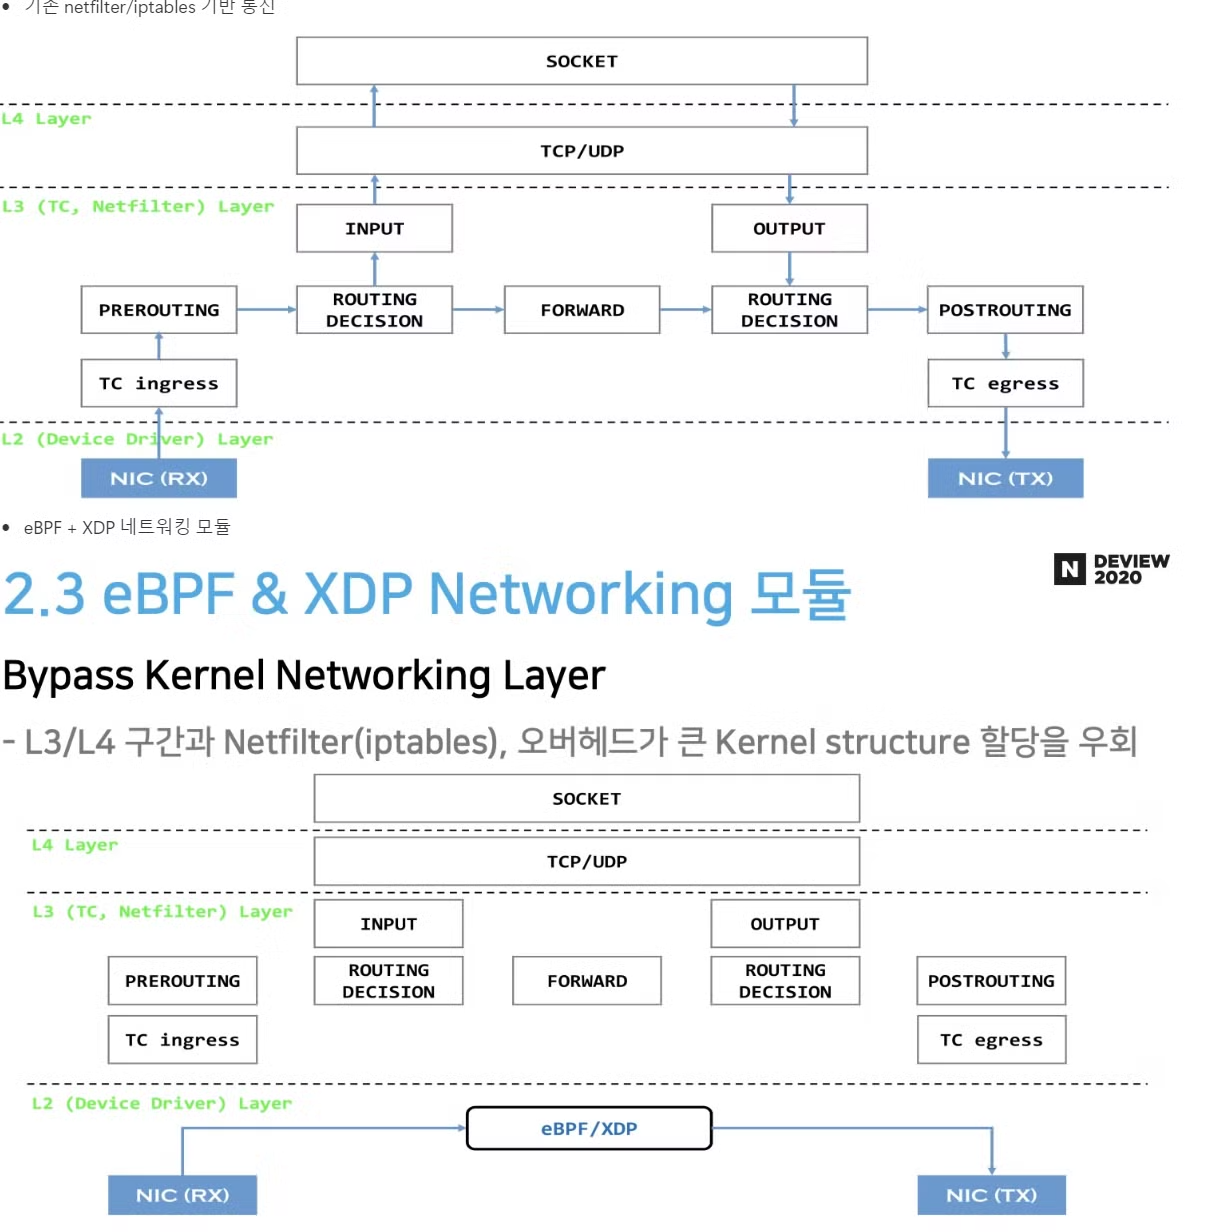 • 기존 netfilter/iptables 기반 통신
SOCKET
L4 Layer
TCP/UDP
L3 (TC, Netfilter) Layer
INPUT
OUTPUT
PREROUTING
ROUTING
DECISION
FORWARD
ROUTING
DECISION
POSTROUTING
TC ingress
TC egress
L2 (Device Driver) Layer
NIC (RX)
NIC (TX)
• eBPF + XDP 네트워킹 모듈
N DEVIEW
2020
2.3 eBPF & XDP Networking 모듈
Bypass Kernel Networking Layer
- L3/L4 구간과 Netfilter(iptables), 오버헤드가 큰 Kernel structure 할당을 우회
SOCKET
L4 Layer
TCP/UDP
L3 (TC, Netfilter) Layer
INPUT
OUTPUT
PREROUTING
ROUTING
DECISION
FORWARD
ROUTING
DECISION
POSTROUTING
TC ingress
TC egress
L2 (Device Driver) Layer
eBPF/XDP
NIC (RX)
NIC (TX)